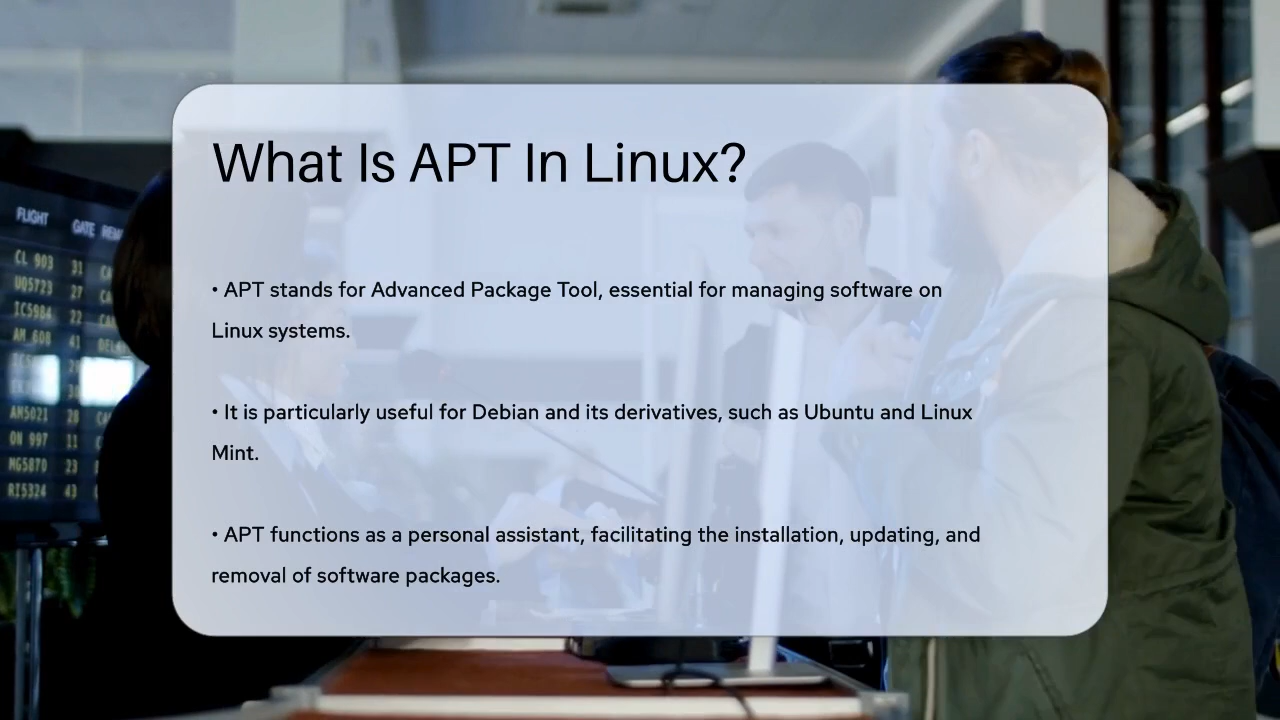 What Is APT In Linux?
• APT stands for Advanced Package Tool, essential for managing software on
Linux systems.
• It is particularly useful for Debian and its derivatives, such as Ubuntu and Linux
Mint.
• APT functions as a personal assistant, facilitating the installation, updating, and
removal of software packages.
FLIGHT GATE
CL 903 31
UO5723 27
IC5984 22
AM 608 41
AM5021 28
ON 997 11
MG5870 23
RI5324 43